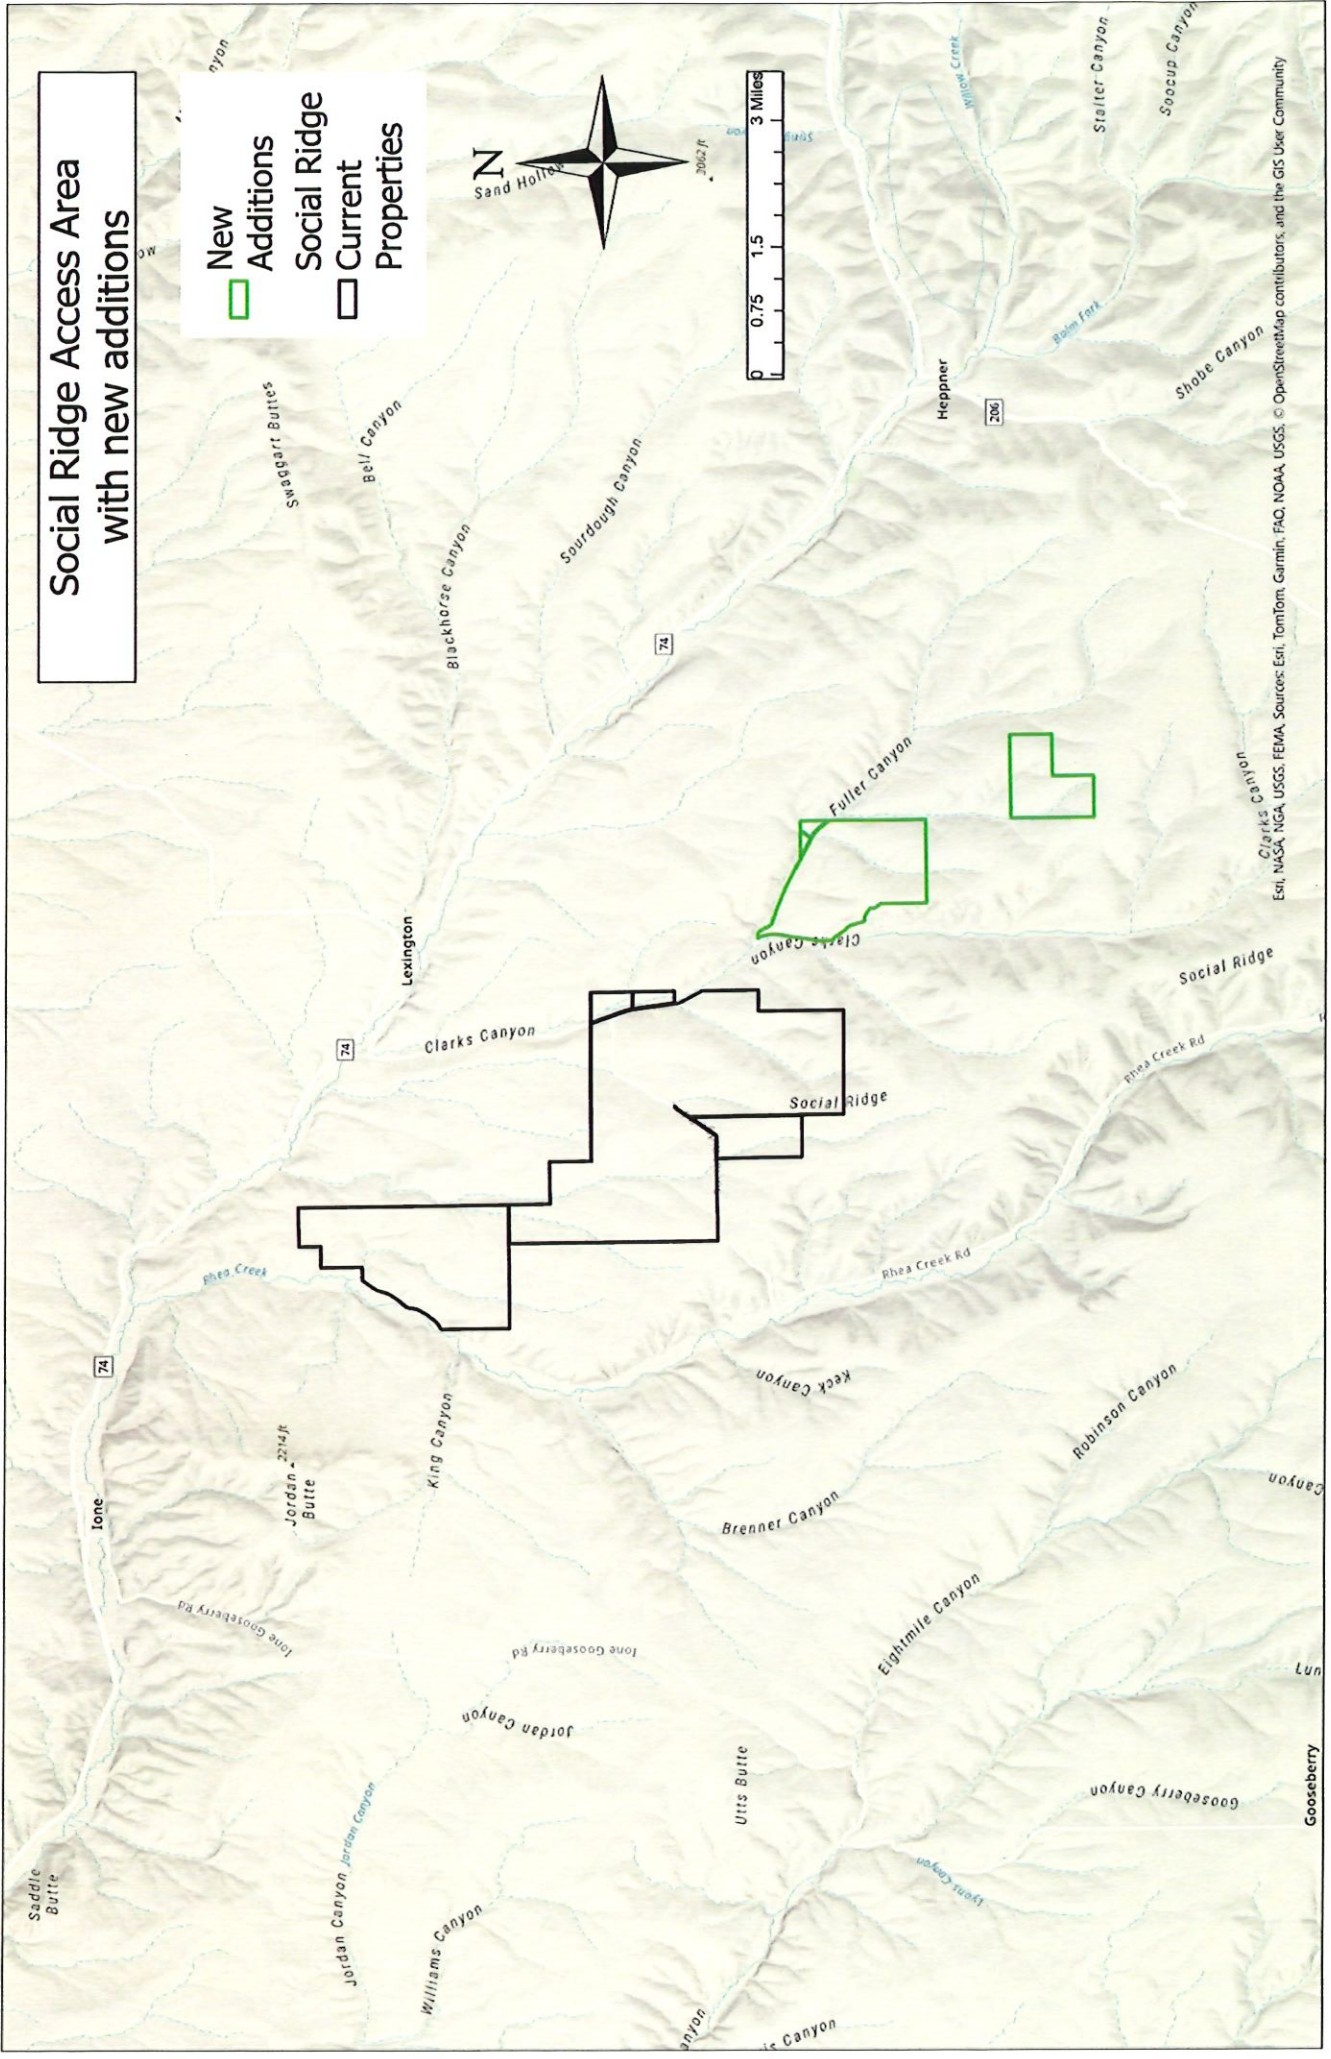 Social Ridge Access Area
with new additions
New
Additions
Social Ridge
Current
Properties
N
0
0.75
1.5
3 Miles
Saddle
Butte
Ione
74
Rhea Creek
74
Lexington
Swaggart Buttes
Bell Canyon
Blackhorse Canyon
Sourdough Canyon
Sand Hollow
2062 ft
Jordan
Butte
2214 ft
King Canyon
Clarks Canyon
74
Ione Gooseberry Rd
Ione Gooseberry Rd
Jordan Canyon
Jordan Canyon
Jordan Canyon
Williams Canyon
Utts Butte
Brenner Canyon
Keck Canyon
Rhea Creek Rd
Rhea Creek Rd
Social Ridge
Social Ridge
Clarks Canyon
Fuller Canyon
Heppner
206
Willow Creek
Balm Fork
Stalter Canyon
Soocup Canyon
Shobe Canyon
Clarks Canyon
Robinson Canyon
Eightmile Canyon
Lyons Canyon
Gooseberry Canyon
Gooseberry
Canyon
Esri, NASA, NGA, USGS, FEMA, Sources: Esri, TomTom, Garmin, FAO, NOAA, USGS, © OpenStreetMap contributors, and the GIS User Community